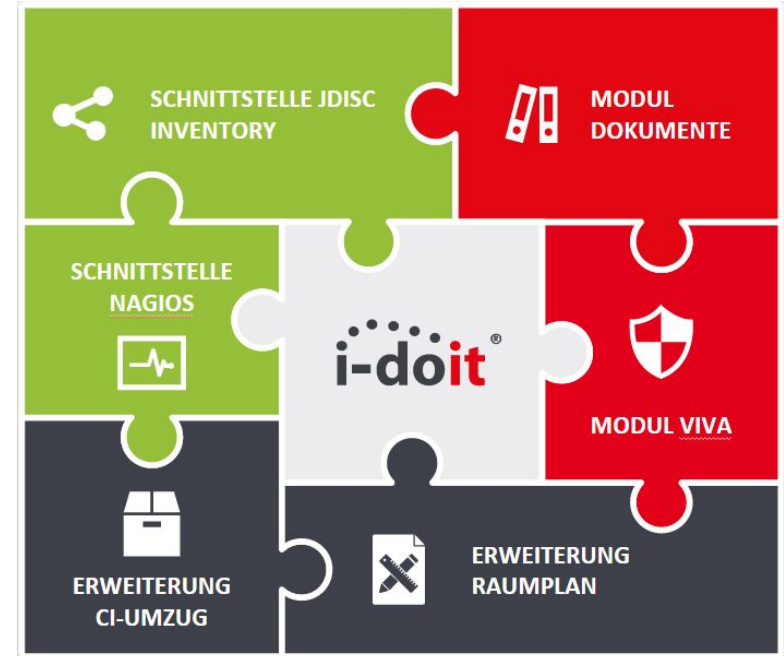 SCHNITTSTELLE JDISC
INVENTORY
MODUL
DOKUMENTE
SCHNITTSTELLE
NAGIOS
i-doit®
MODUL VIVA
ERWEITERUNG
CI-UMZUG
ERWEITERUNG
RAUMPLAN